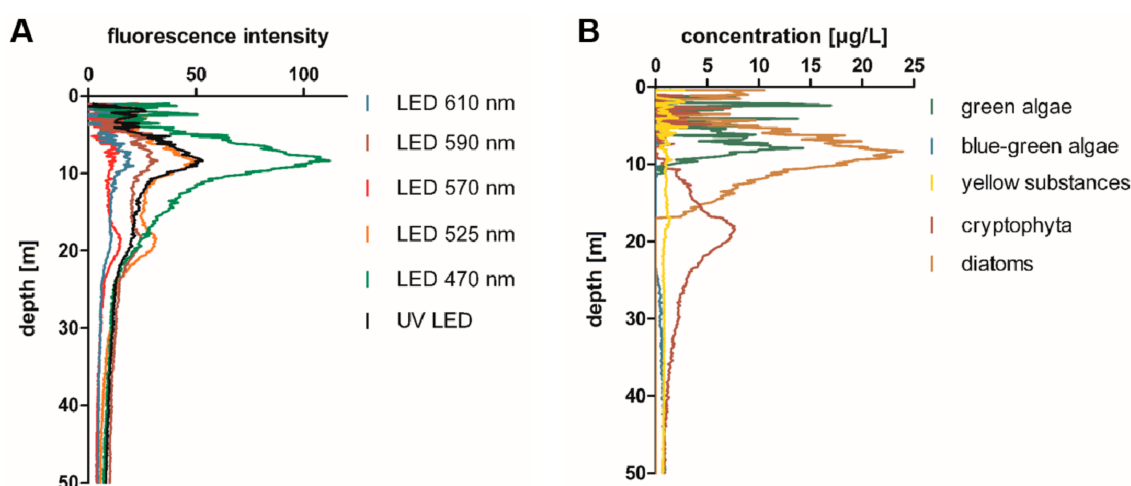 A
fluorescence intensity
0 50 100
0
10
20
30
40
50
depth [m]
LED 610 nm
LED 590 nm
LED 570 nm
LED 525 nm
LED 470 nm
UV LED
B
concentration [µg/L]
0 5 10 15 20 25
0
10
20
30
40
50
depth [m]
green algae
blue-green algae
yellow substances
cryptophyta
diatoms